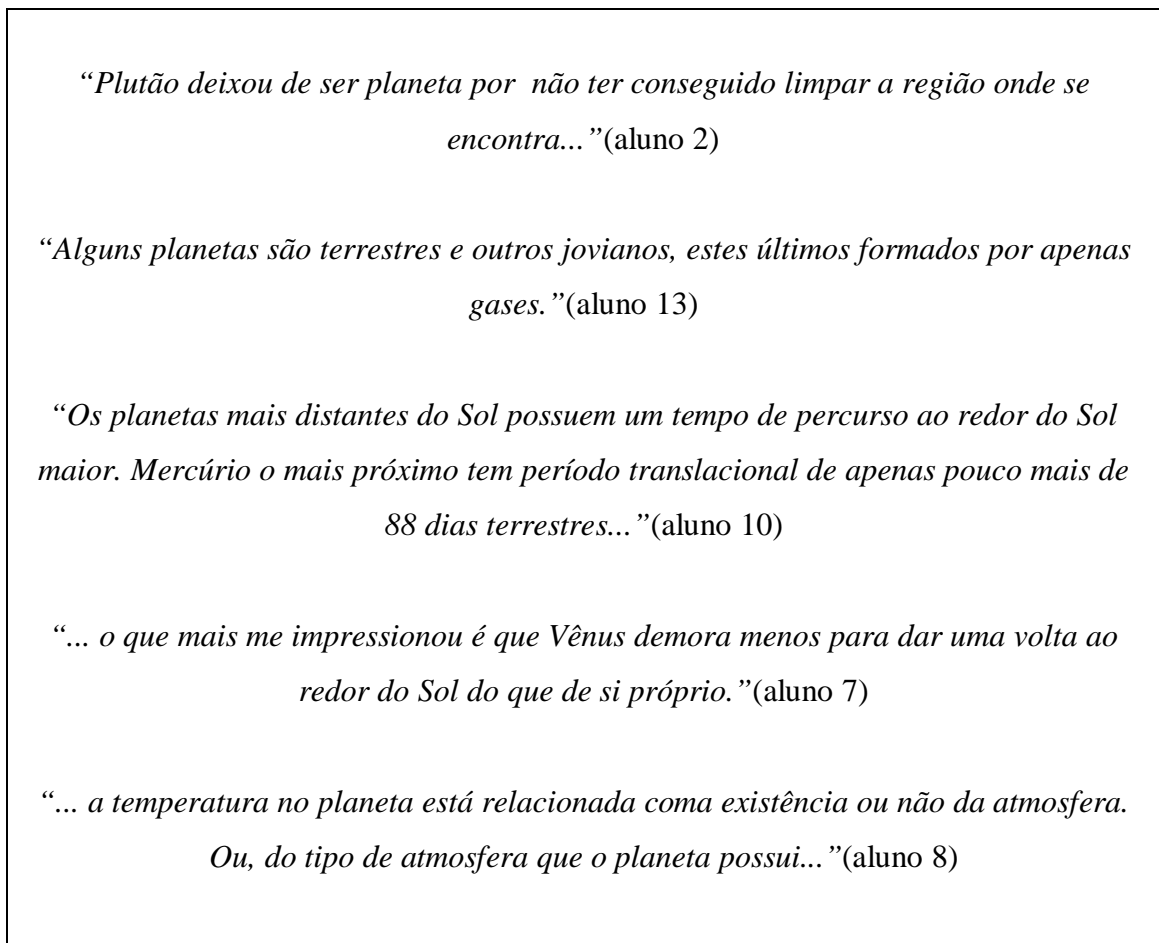 “Plutão deixou de ser planeta por não ter conseguido limpar a região onde se
encontra...”(aluno 2)
“Alguns planetas são terrestres e outros jovianos, estes últimos formados por apenas
gases.”(aluno 13)
“Os planetas mais distantes do Sol possuem um tempo de percurso ao redor do Sol
maior. Mercúrio o mais próximo tem período translacional de apenas pouco mais de
88 dias terrestres...”(aluno 10)
“... o que mais me impressionou é que Vênus demora menos para dar uma volta ao
redor do Sol do que de si próprio.”(aluno 7)
“... a temperatura no planeta está relacionada coma existência ou não da atmosfera.
Ou, do tipo de atmosfera que o planeta possui...”(aluno 8)